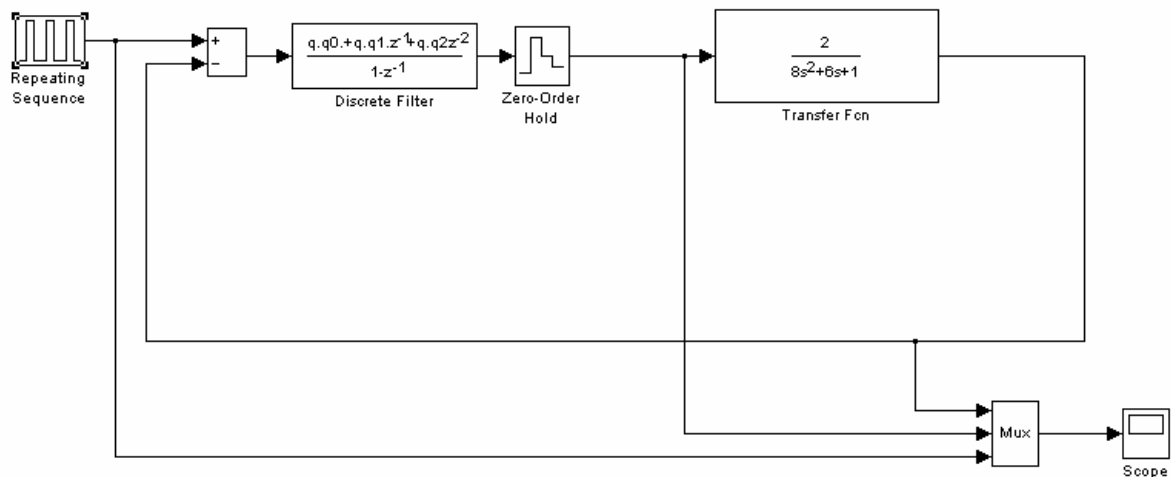 +
−
q.q0.+q.q1.z-1+q.q2z-2
1-z-1
2
8s2+6s+1
Repeating
Sequence
Discrete Filter
Zero-Order
Hold
Transfer Fcn
Mux
Scope